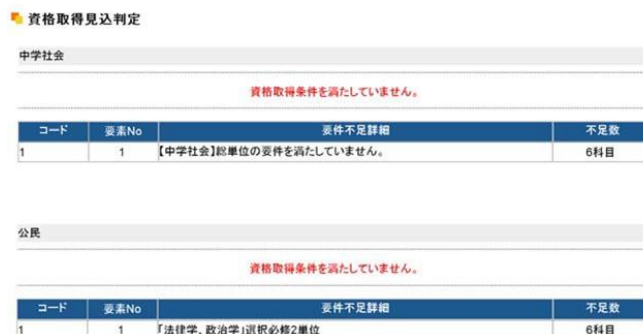 資格取得見込判定
中学社会
資格取得条件を満たしていません。
コード 要素No 要件不足詳細 不足数
1 1 【中学社会】総単位の要件を満たしていません。 6科目
公民
資格取得条件を満たしていません。
コード 要素No 要件不足詳細 不足数
1 1 「法律学、政治学」選択必修2単位 6科目